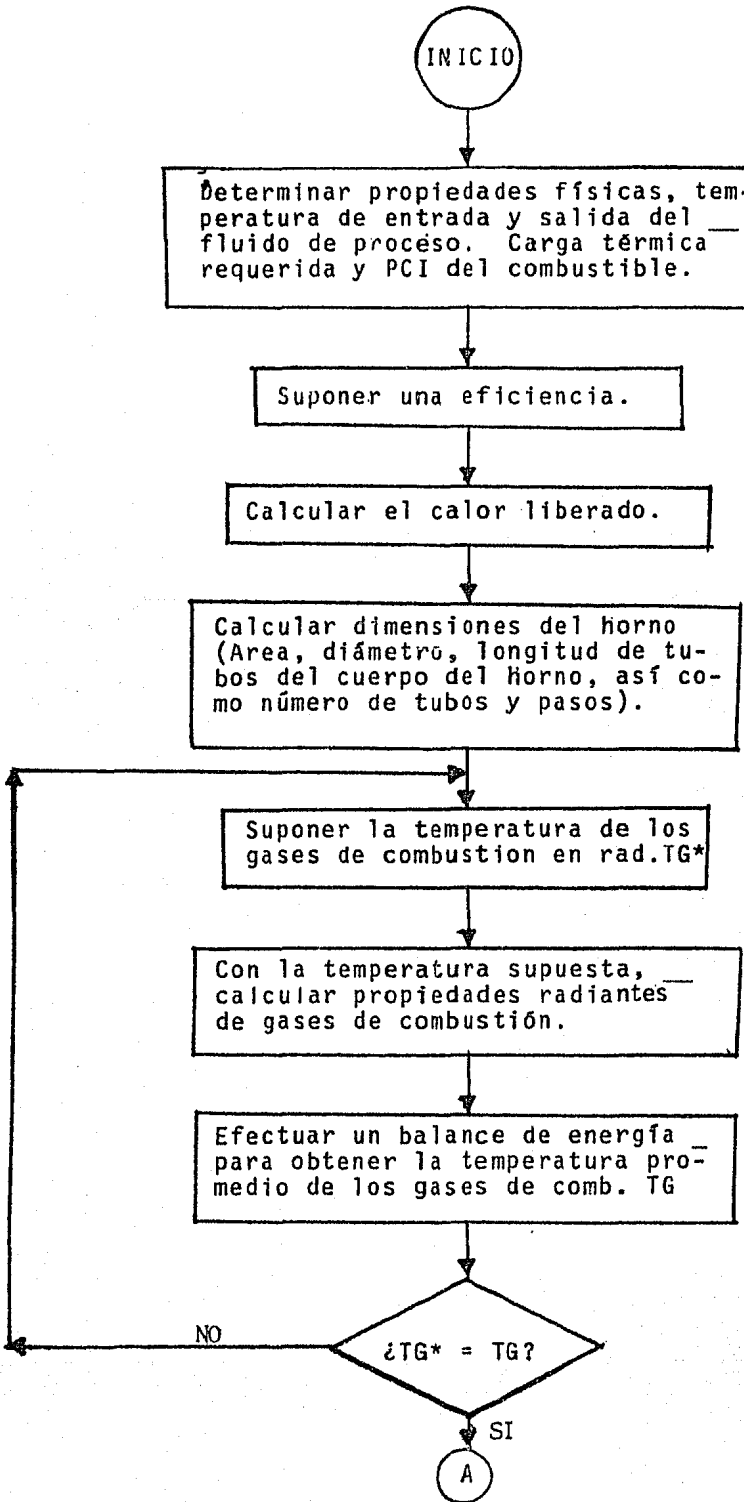 INICIO
Determinar propiedades físicas, tem-
peratura de entrada y salida del __
fluido de proceso. Carga térmica
requerida y PCI del combustible.
Suponer una eficiencia.
Calcular el calor liberado.
Calcular dimensiones del horno
(Area, diámetro, longitud de tu-
bos del cuerpo del Horno, así co-
mo número de tubos y pasos).
Suponer la temperatura de los
gases de combustion en rad.TG*
Con la temperatura supuesta, __
calcular propiedades radiantes
de gases de combustión.
Efectuar un balance de energía _
para obtener la temperatura pro-
medio de los gases de comb. TG
¿TG* = TG?
NO
SI
A